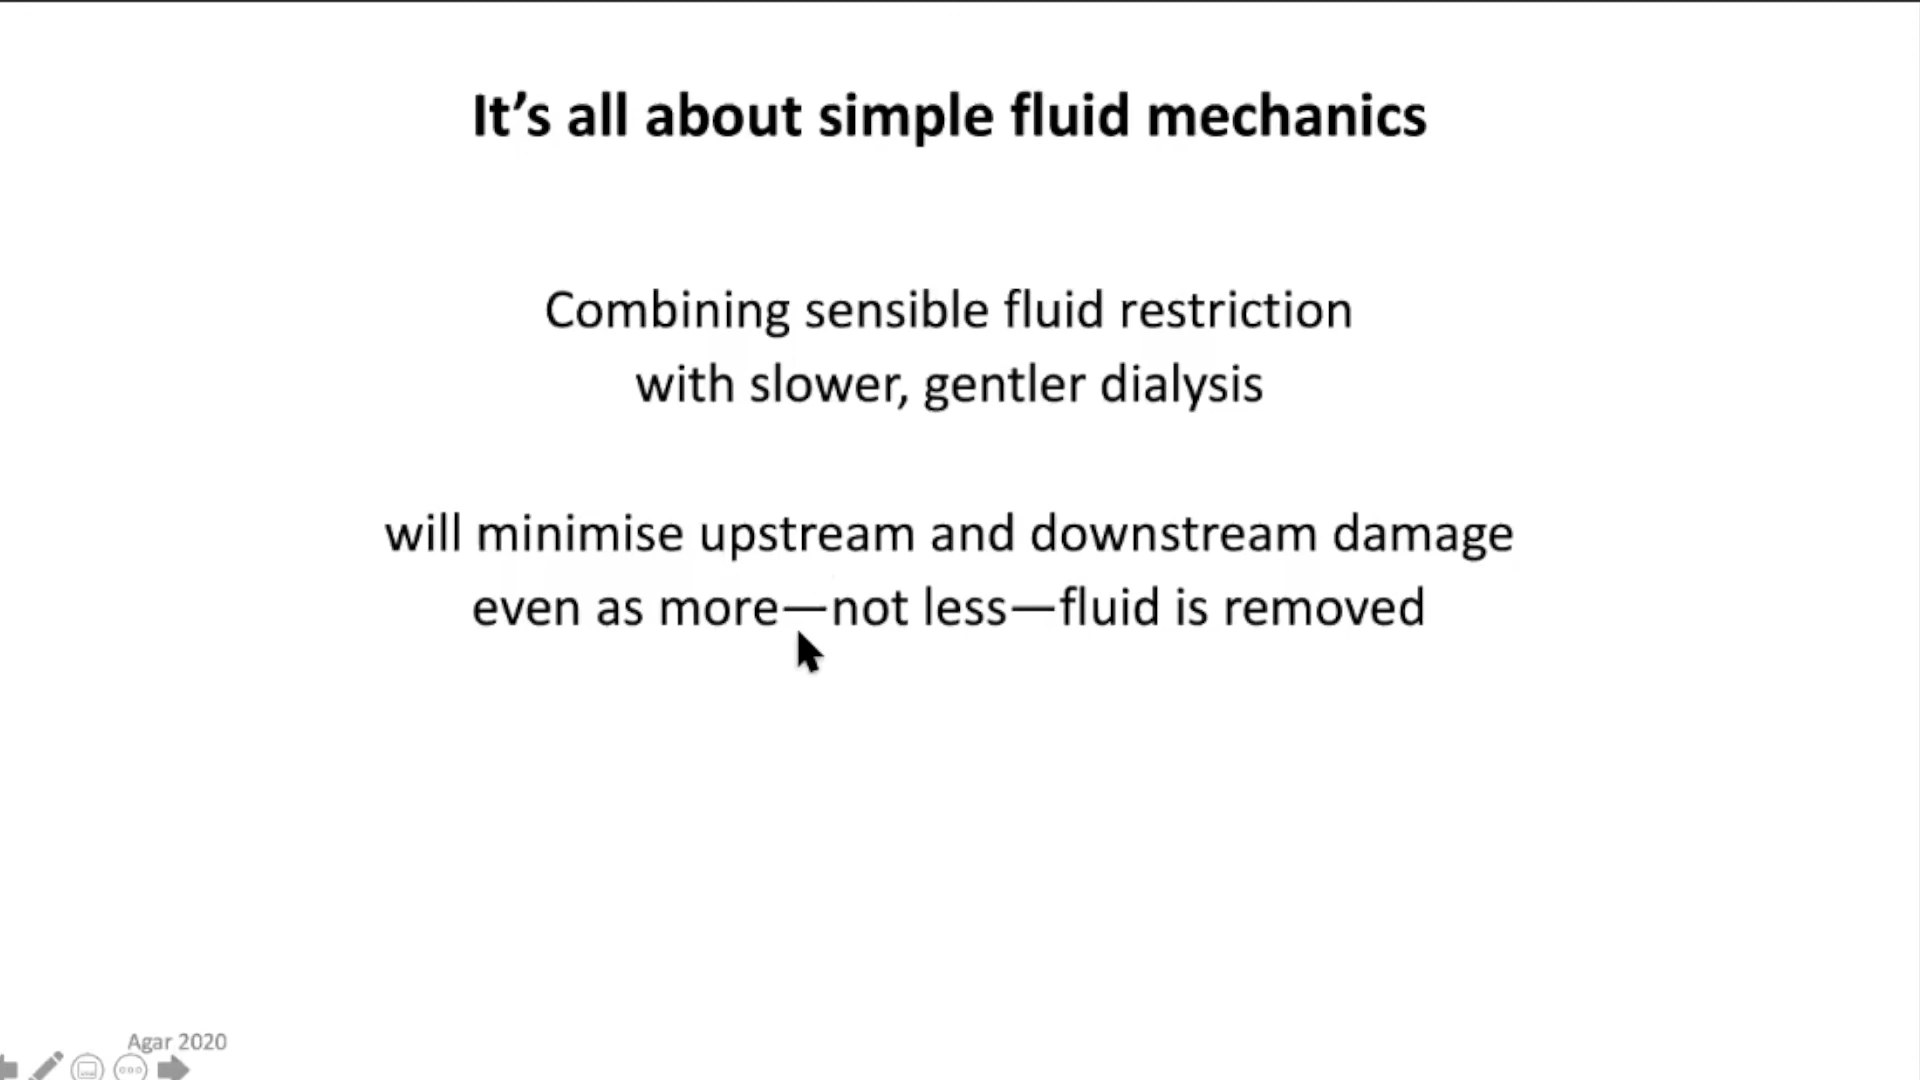 It’s all about simple fluid mechanics
Combining sensible fluid restriction
with slower, gentler dialysis
will minimise upstream and downstream damage
even as more—not less—fluid is removed
Agar 2020